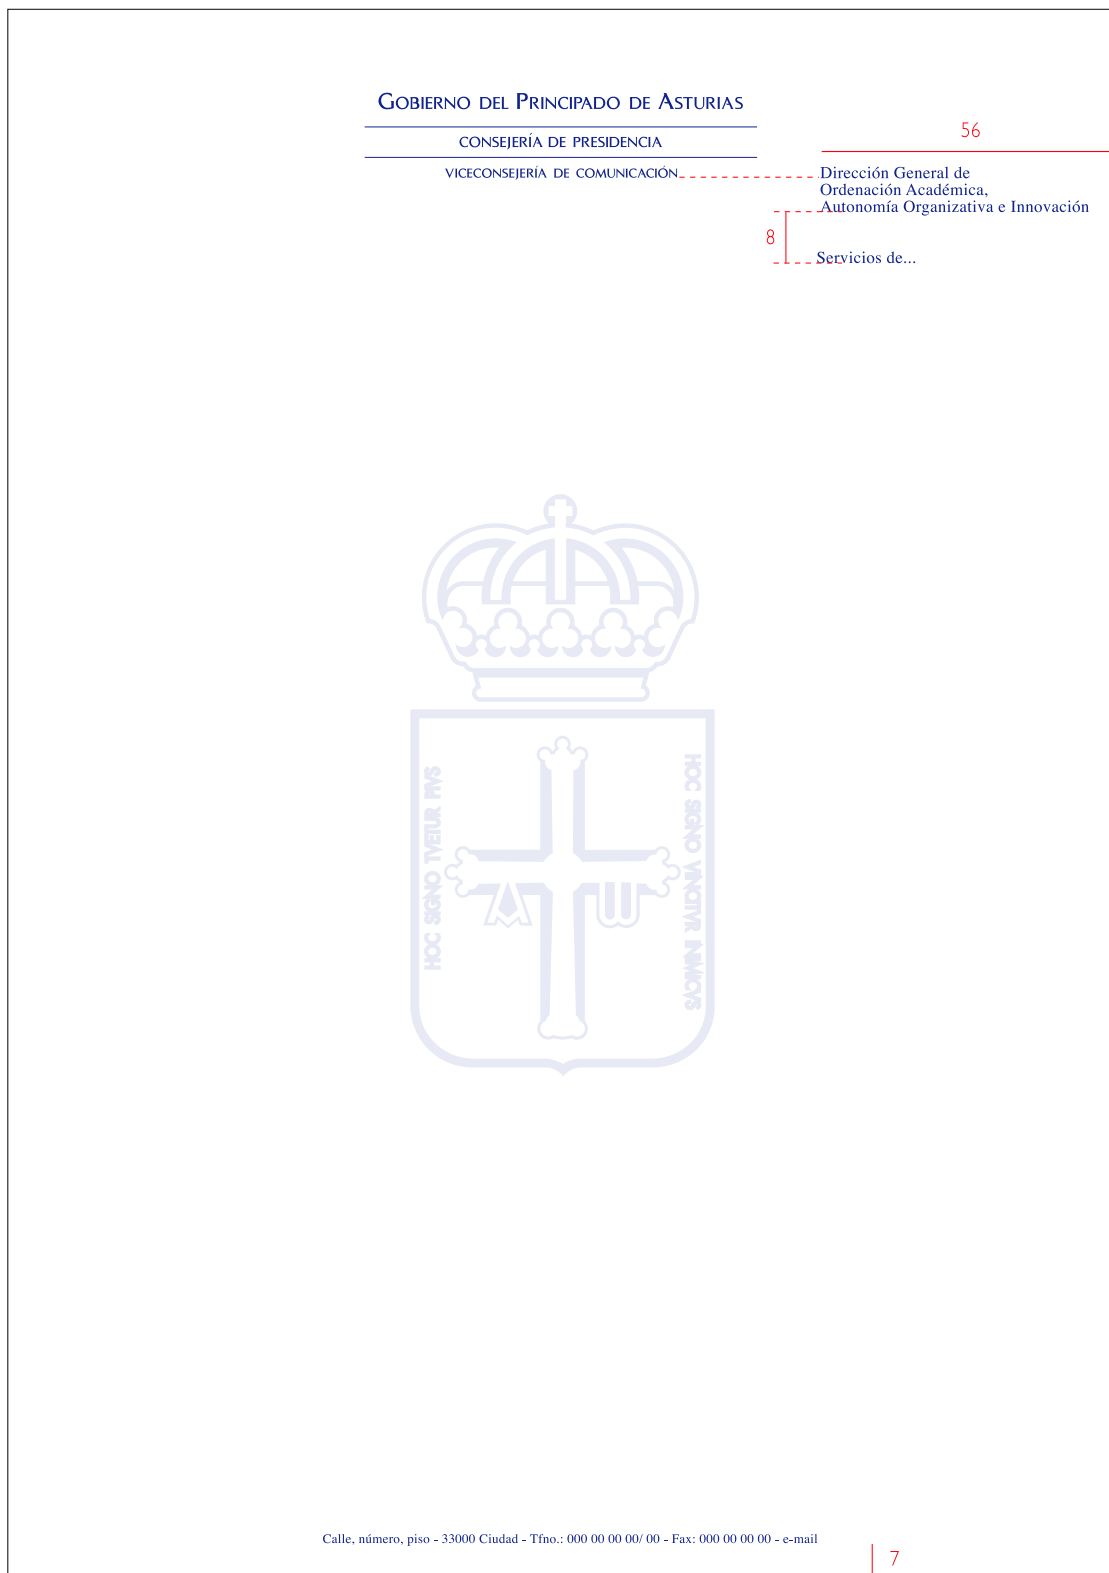 GOBIERNO DEL PRINCIPADO DE ASTURIAS
CONSEJERÍA DE PRESIDENCIA
VICECONSEJERÍA DE COMUNICACIÓN
56
Dirección General de
Ordenación Académica,
Autonomía Organizativa e Innovación
8
Servicios de...
HOC SIGNO TVETUR PIVS
HOC SIGNO VINCITVR INIMICVS
Calle, número, piso - 33000 Ciudad - Tfno.: 000 00 00 00/ 00 - Fax: 000 00 00 00 - e-mail
7